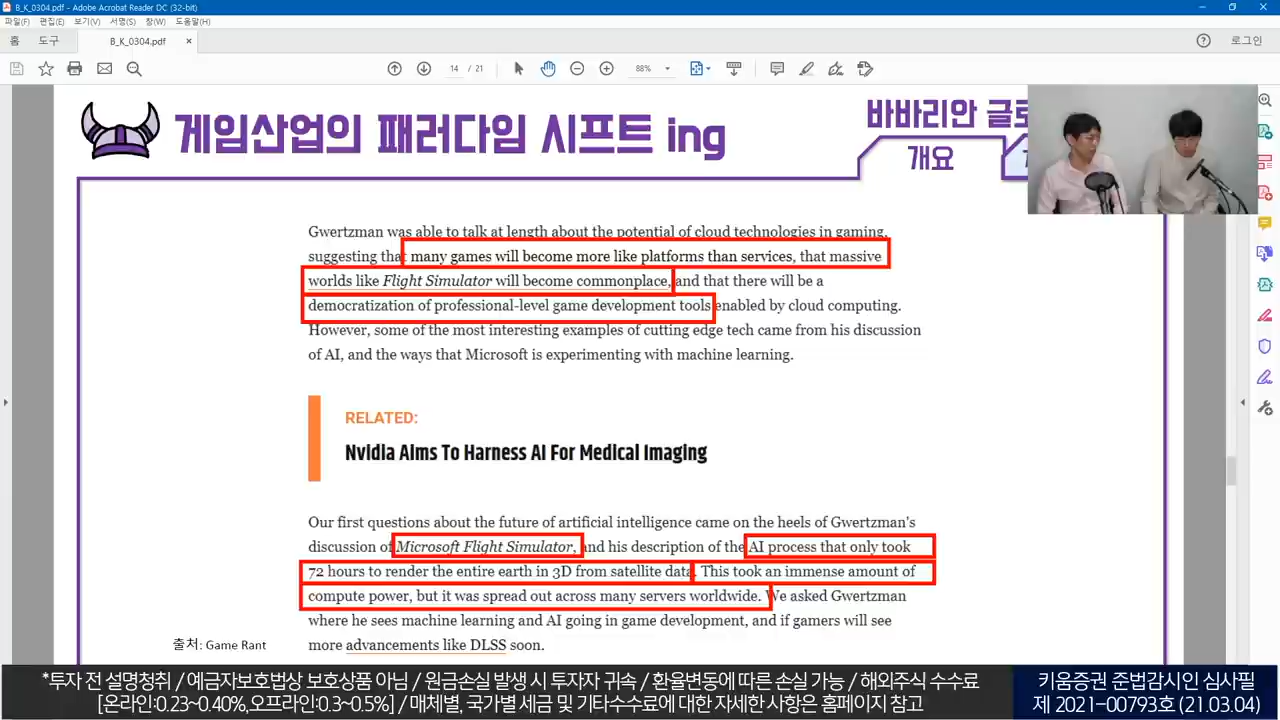 B_K_0304.pdf - Adobe Acrobat Reader DC (32-bit)
파일(F) 편집(E) 보기(V) 서명(S) 창(W) 도움말(H)
홈 도구 B_K_0304.pdf × 로그인
14 / 21 88%
게임산업의 패러다임 시프트 ing
바바리안 글로
개요
Gwertzman was able to talk at length about the potential of cloud technologies in gaming,
suggesting that many games will become more like platforms than services, that massive
worlds like Flight Simulator will become commonplace, and that there will be a
democratization of professional-level game development tools enabled by cloud computing.
However, some of the most interesting examples of cutting edge tech came from his discussion
of AI, and the ways that Microsoft is experimenting with machine learning.
RELATED:
Nvidia Aims To Harness AI For Medical Imaging
Our first questions about the future of artificial intelligence came on the heels of Gwertzman's
discussion of Microsoft Flight Simulator, and his description of the AI process that only took
72 hours to render the entire earth in 3D from satellite data. This took an immense amount of
compute power, but it was spread out across many servers worldwide. We asked Gwertzman
where he sees machine learning and AI going in game development, and if gamers will see
more advancements like DLSS soon.
출처: Game Rant
*투자 전 설명청취 / 예금자보호법상 보호상품 아님 / 원금손실 발생 시 투자자 귀속 / 환율변동에 따른 손실 가능 / 해외주식 수수료
[온라인:0.23~0.40%,오프라인:0.3~0.5%] / 매체별, 국가별 세금 및 기타수수료에 대한 자세한 사항은 홈페이지 참고
키움증권 준법감시인 심사필
제 2021-00793호 (21.03.04)